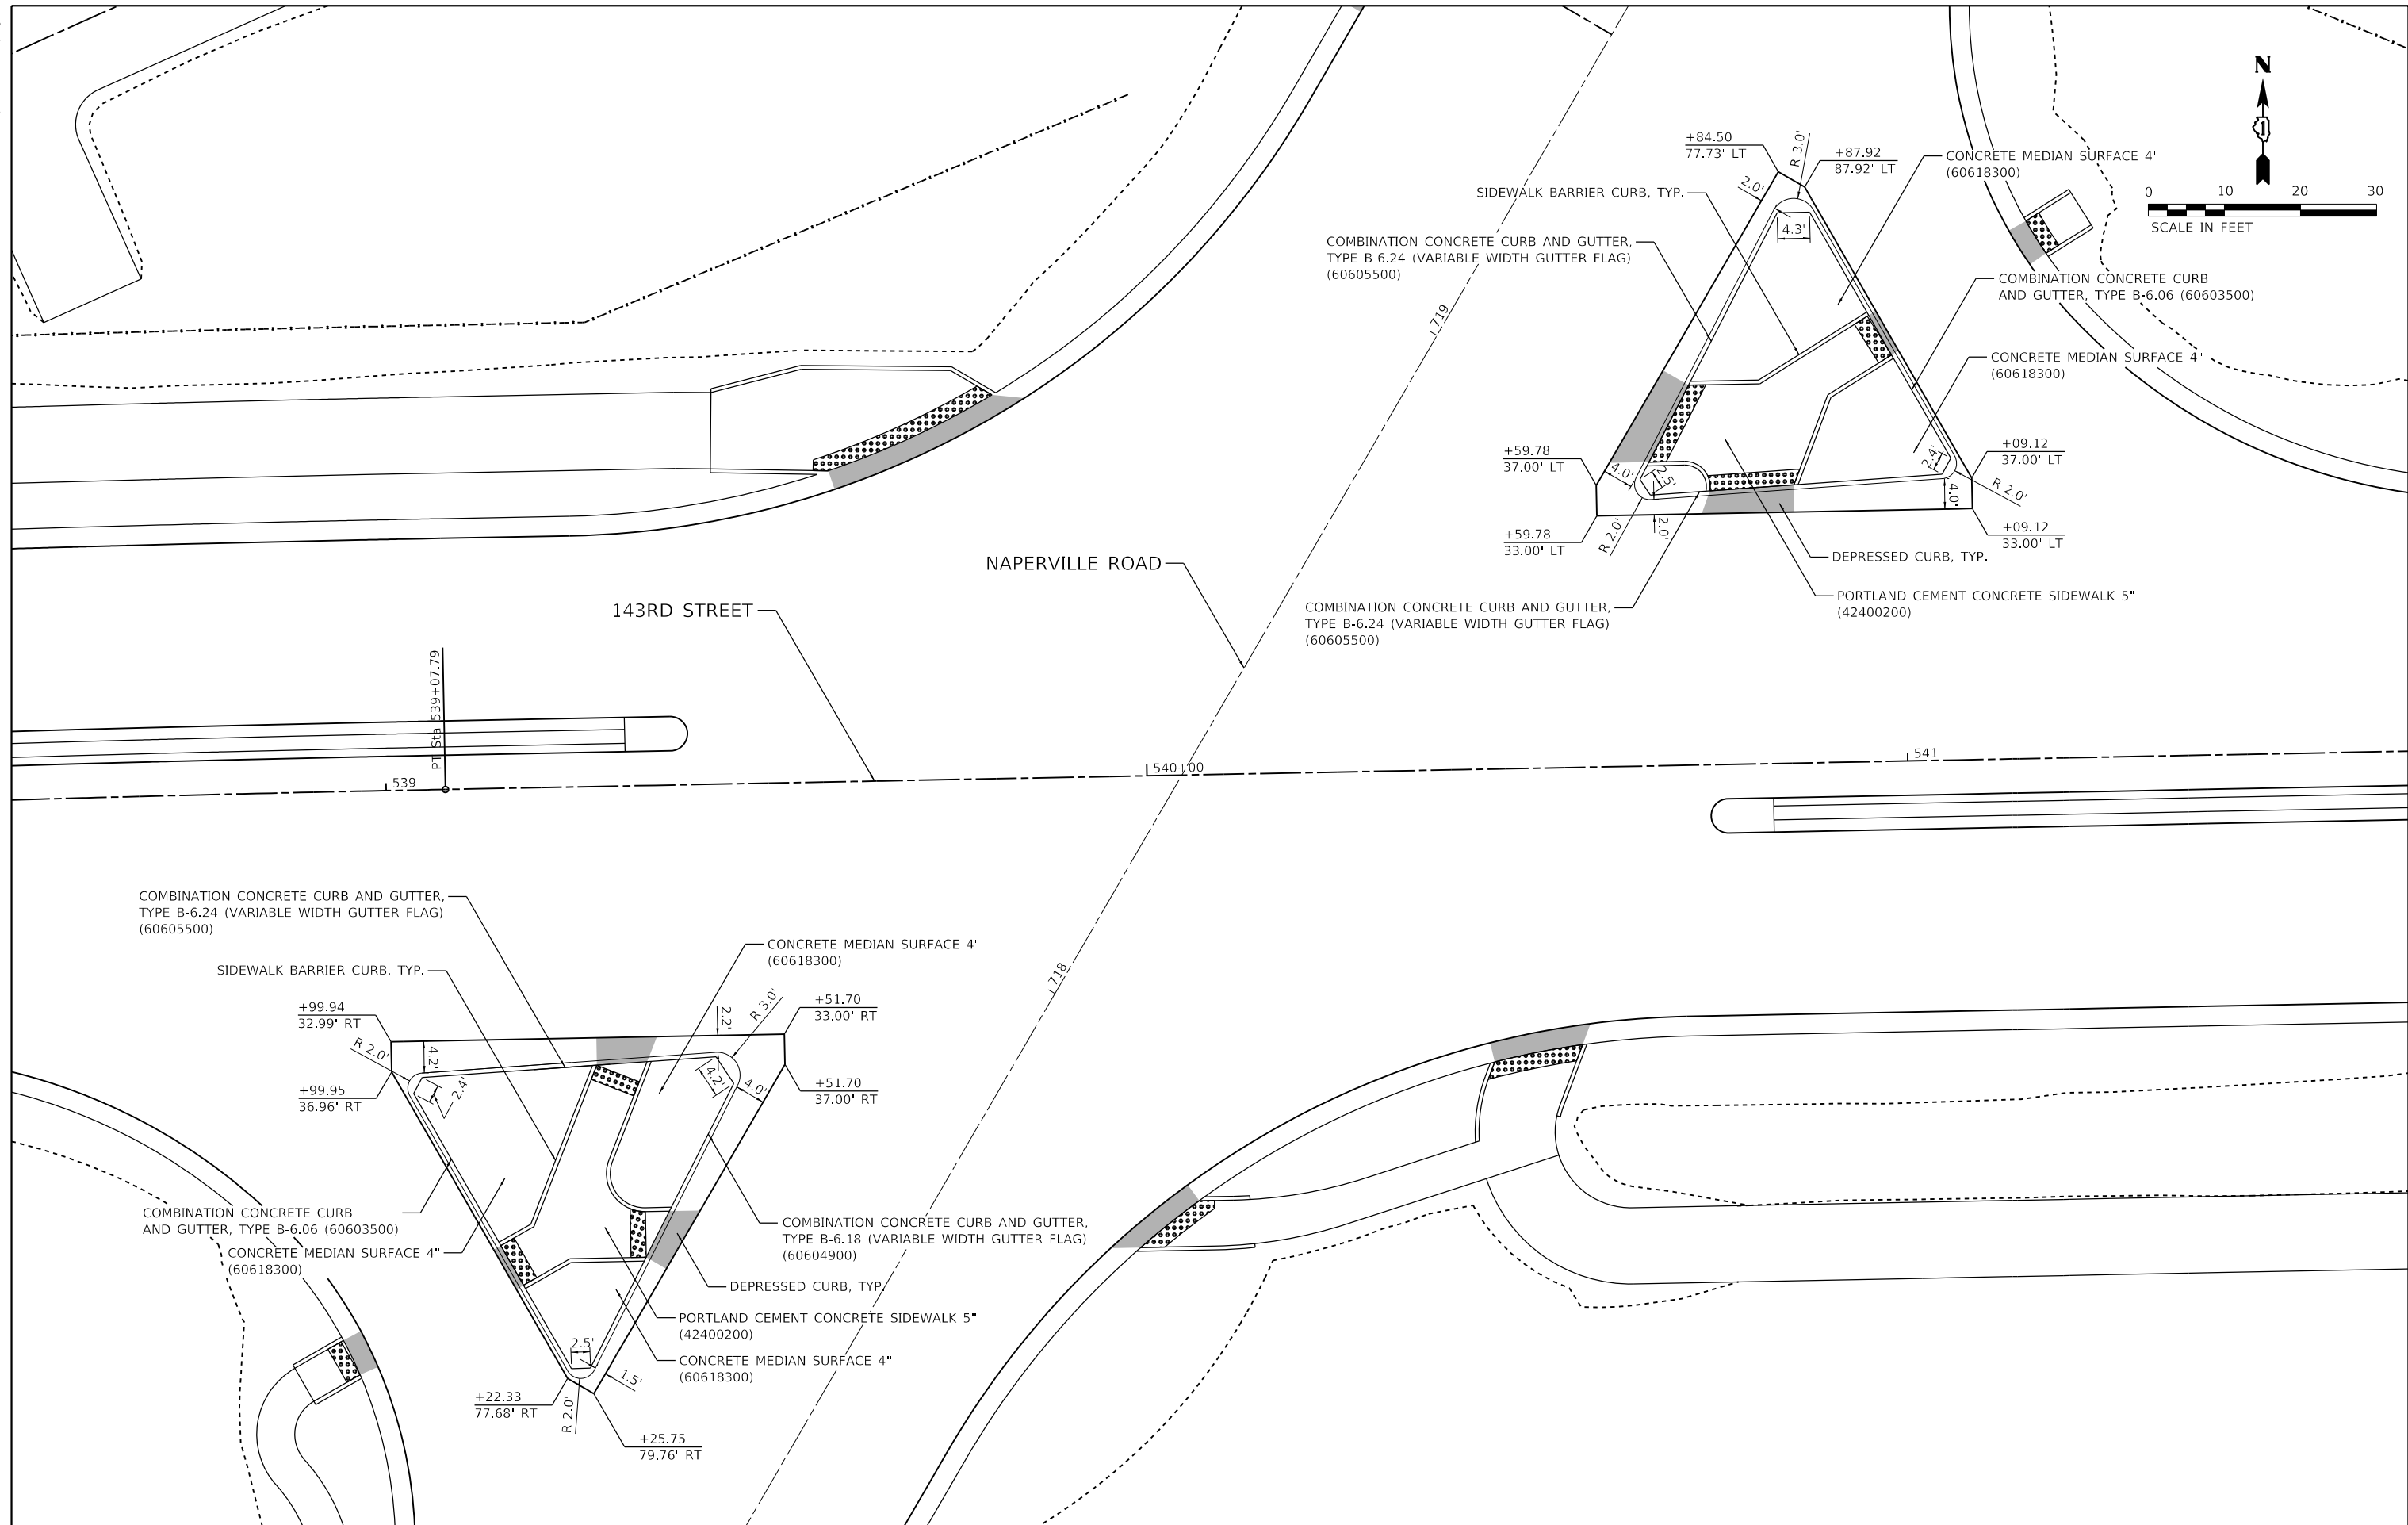 N
1
0 10 20 30
SCALE IN FEET
+84.50
77.73' LT
R 3.0'
+87.92
87.92' LT
CONCRETE MEDIAN SURFACE 4"
(60618300)
2.0'
SIDEWALK BARRIER CURB, TYP.
4.3'
COMBINATION CONCRETE CURB AND GUTTER,
TYPE B-6.24 (VARIABLE WIDTH GUTTER FLAG)
(60605500)
COMBINATION CONCRETE CURB
AND GUTTER, TYPE B-6.06 (60603500)
719
CONCRETE MEDIAN SURFACE 4"
(60618300)
+59.78
37.00' LT
4.0'
2.5'
2.4'
+09.12
37.00' LT
R 2.0'
4.0'
+59.78
33.00' LT
R 2.0'
2.0'
+09.12
33.00' LT
DEPRESSED CURB, TYP.
NAPERVILLE ROAD
PORTLAND CEMENT CONCRETE SIDEWALK 5"
(42400200)
143RD STREET
COMBINATION CONCRETE CURB AND GUTTER,
TYPE B-6.24 (VARIABLE WIDTH GUTTER FLAG)
(60605500)
PT Sta 539+07.79
539
540+00
541
COMBINATION CONCRETE CURB AND GUTTER,
TYPE B-6.24 (VARIABLE WIDTH GUTTER FLAG)
(60605500)
CONCRETE MEDIAN SURFACE 4"
(60618300)
SIDEWALK BARRIER CURB, TYP.
718
+99.94
32.99' RT
R 2.0'
4.2'
2.2'
R 3.0'
+51.70
33.00' RT
+99.95
36.96' RT
2.4'
4.2'
4.0'
+51.70
37.00' RT
COMBINATION CONCRETE CURB
AND GUTTER, TYPE B-6.06 (60603500)
COMBINATION CONCRETE CURB AND GUTTER,
TYPE B-6.18 (VARIABLE WIDTH GUTTER FLAG)
(60604900)
CONCRETE MEDIAN SURFACE 4"
(60618300)
DEPRESSED CURB, TYP.
PORTLAND CEMENT CONCRETE SIDEWALK 5"
(42400200)
2.5'
CONCRETE MEDIAN SURFACE 4"
(60618300)
1.5'
+22.33
77.68' RT
R 2.0'
+25.75
79.76' RT